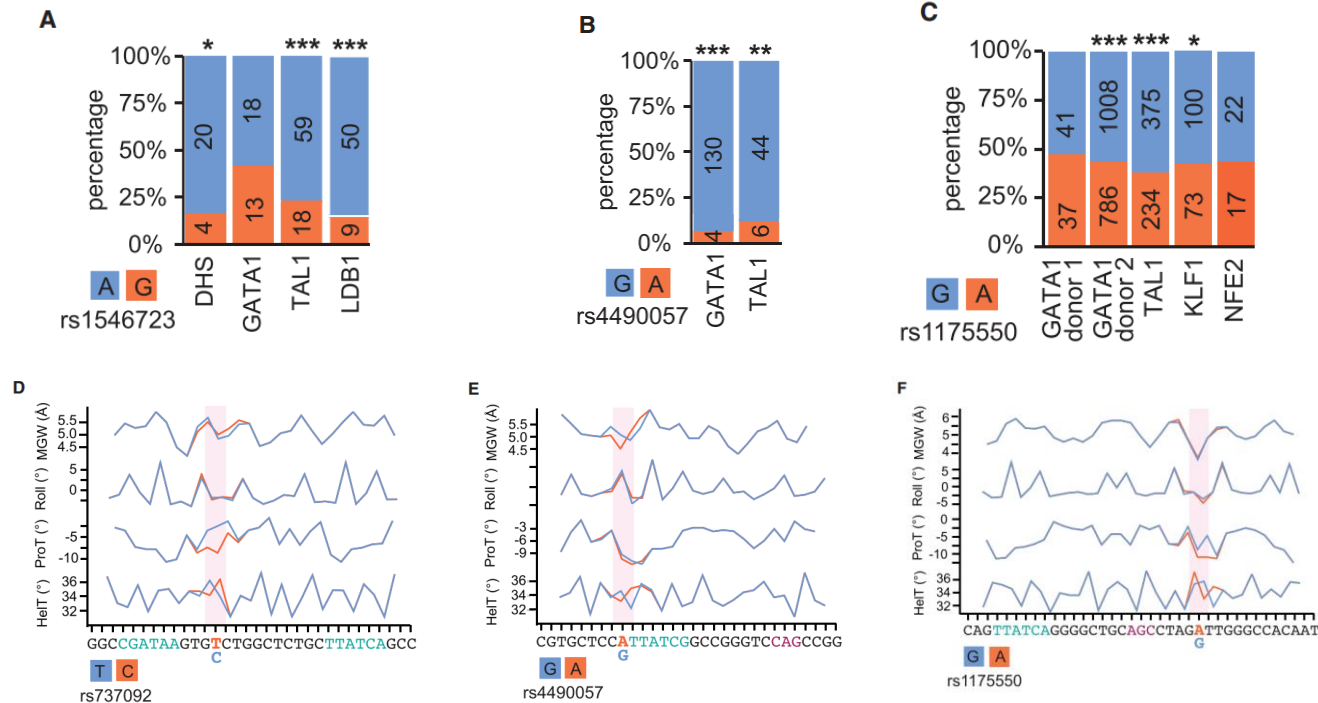 A
percentage
100%
75%
50%
25%
0%
* *** ***
20 18 59 50
4 13 18 9
DHS GATA1 TAL1 LDB1
A G
rs1546723
B
percentage
100%
75%
50%
25%
0%
*** **
130 44
4 6
GATA1 TAL1
G A
rs4490057
C
percentage
100%
75%
50%
25%
0%
*** *** *
41 1008 375 100 22
37 786 234 73 17
GATA1 donor 1 GATA1 donor 2 TAL1 KLF1 NFE2
G A
rs1175550
D
MGW (Å)
5.5
5.0
4.5
Roll (°)
5
0
ProT (°)
-5
-10
HelT (°)
36
34
32
GGCCGATAAGTGTCTGGCTCTGCTTATCAGCC
C
T C
rs737092
E
MGW (Å)
5.5
5.0
4.5
Roll (°)
ProT (°)
-3
-6
-9
HelT (°)
36
34
32
CGTGCTCCATTATCGGCCGGGTCCAGCCGG
G
G A
rs4490057
F
MGW (Å)
6
5
4
Roll (°)
5
0
-5
ProT (°)
0
-5
-10
HelT (°)
36
34
32
CAGTTATCAGGGGCTGCAGCCTAGATTGGGCCACAAT
G
G A
rs1175550